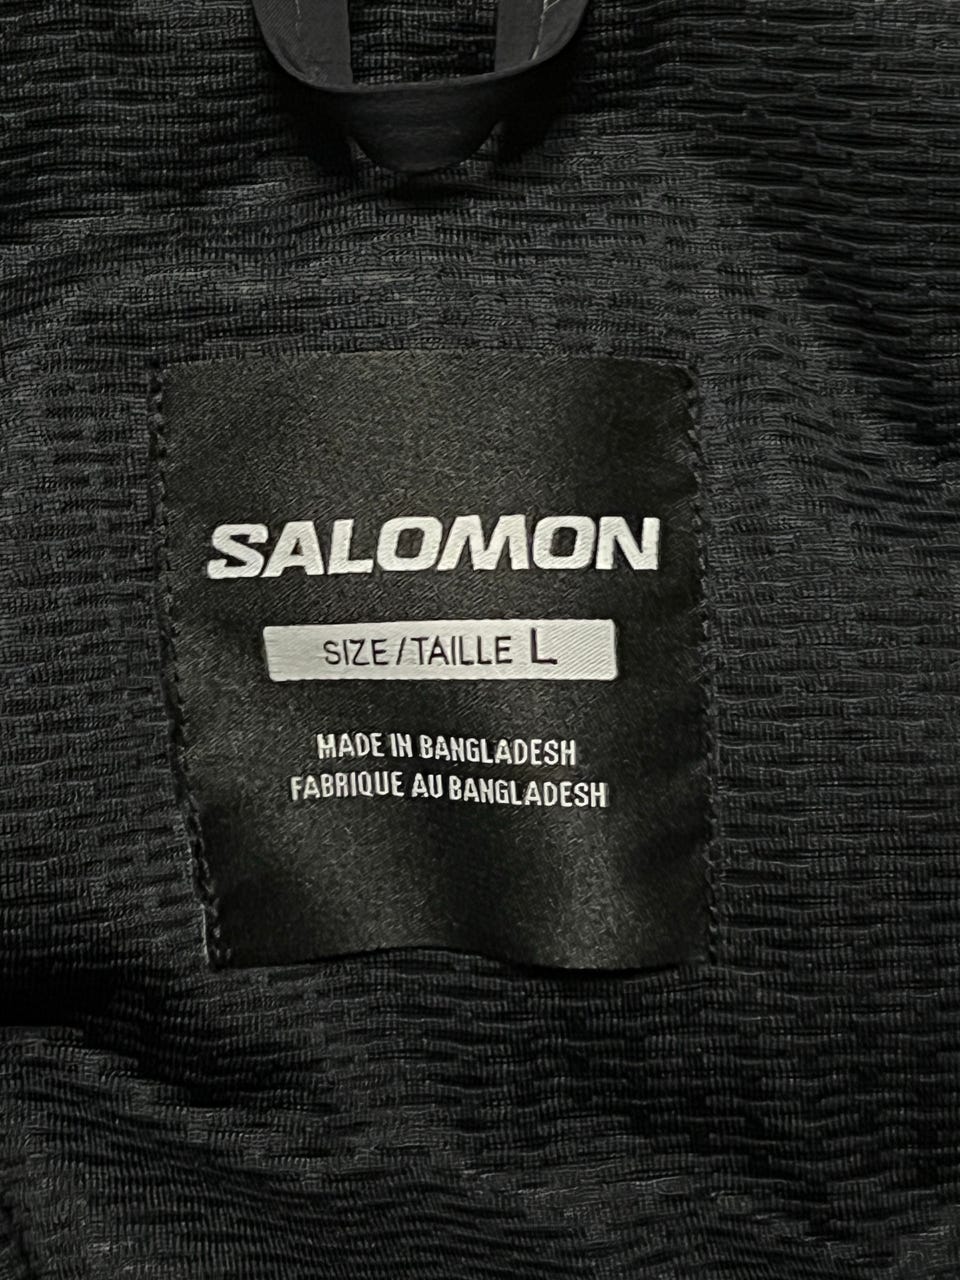 SALOMON
SIZE / TAILLE L
MADE IN BANGLADESH
FABRIQUE AU BANGLADESH